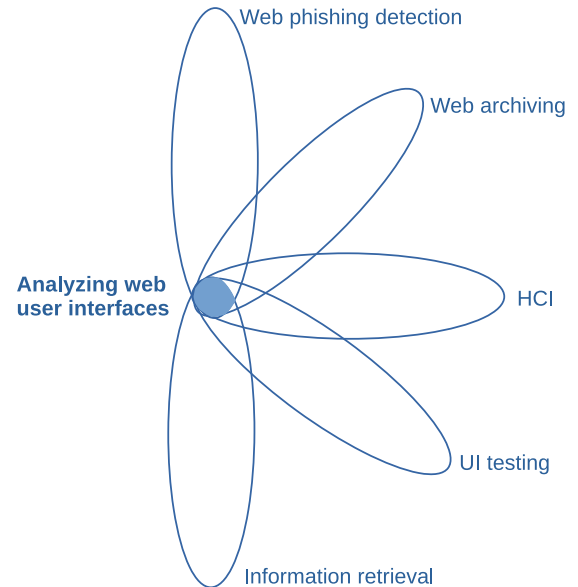 Web phishing detection
Web archiving
Analyzing web
user interfaces
HCI
UI testing
Information retrieval